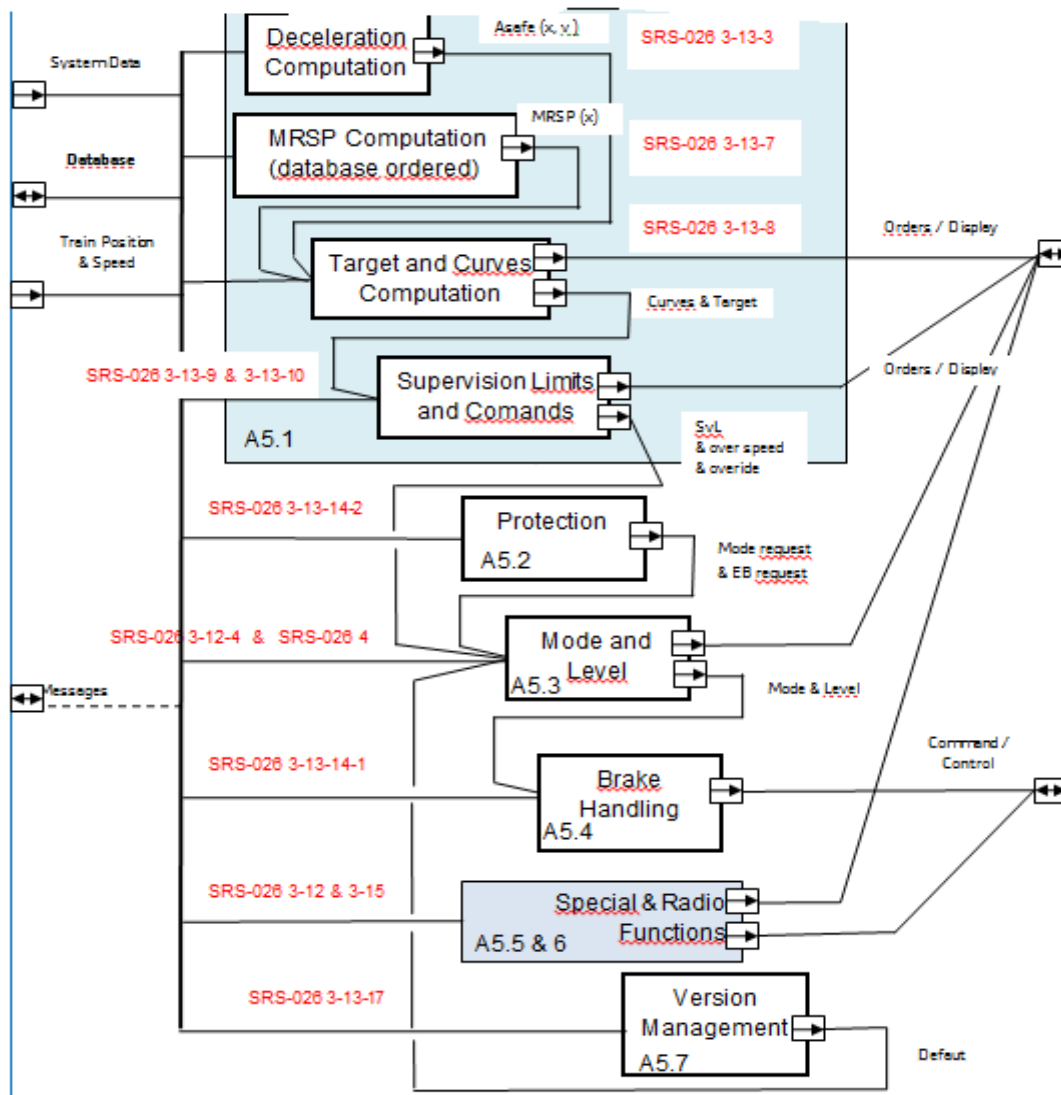 Deceleration
Computation
Asafe (x, v)
SRS-026 3-13-3
System Data
MRSP (x)
MRSP Computation
(database ordered)
SRS-026 3-13-7
Database
SRS-026 3-13-8
Train Position
& Speed
Orders / Display
Target and Curves
Computation
Curves & Target
SRS-026 3-13-9 & 3-13-10
Orders / Display
Supervision Limits
and Comands
A5.1
SvL
& over speed
& overide
SRS-026 3-13-14-2
Protection
A5.2
Mode request
& EB request
SRS-026 3-12-4 & SRS-026 4
Mode and
Level
A5.3
Messages
Mode & Level
SRS-026 3-13-14-1
Command /
Control
Brake
Handling
A5.4
SRS-026 3-12 & 3-15
Special & Radio
Functions
A5.5 & 6
SRS-026 3-13-17
Version
Management
A5.7
Defaut